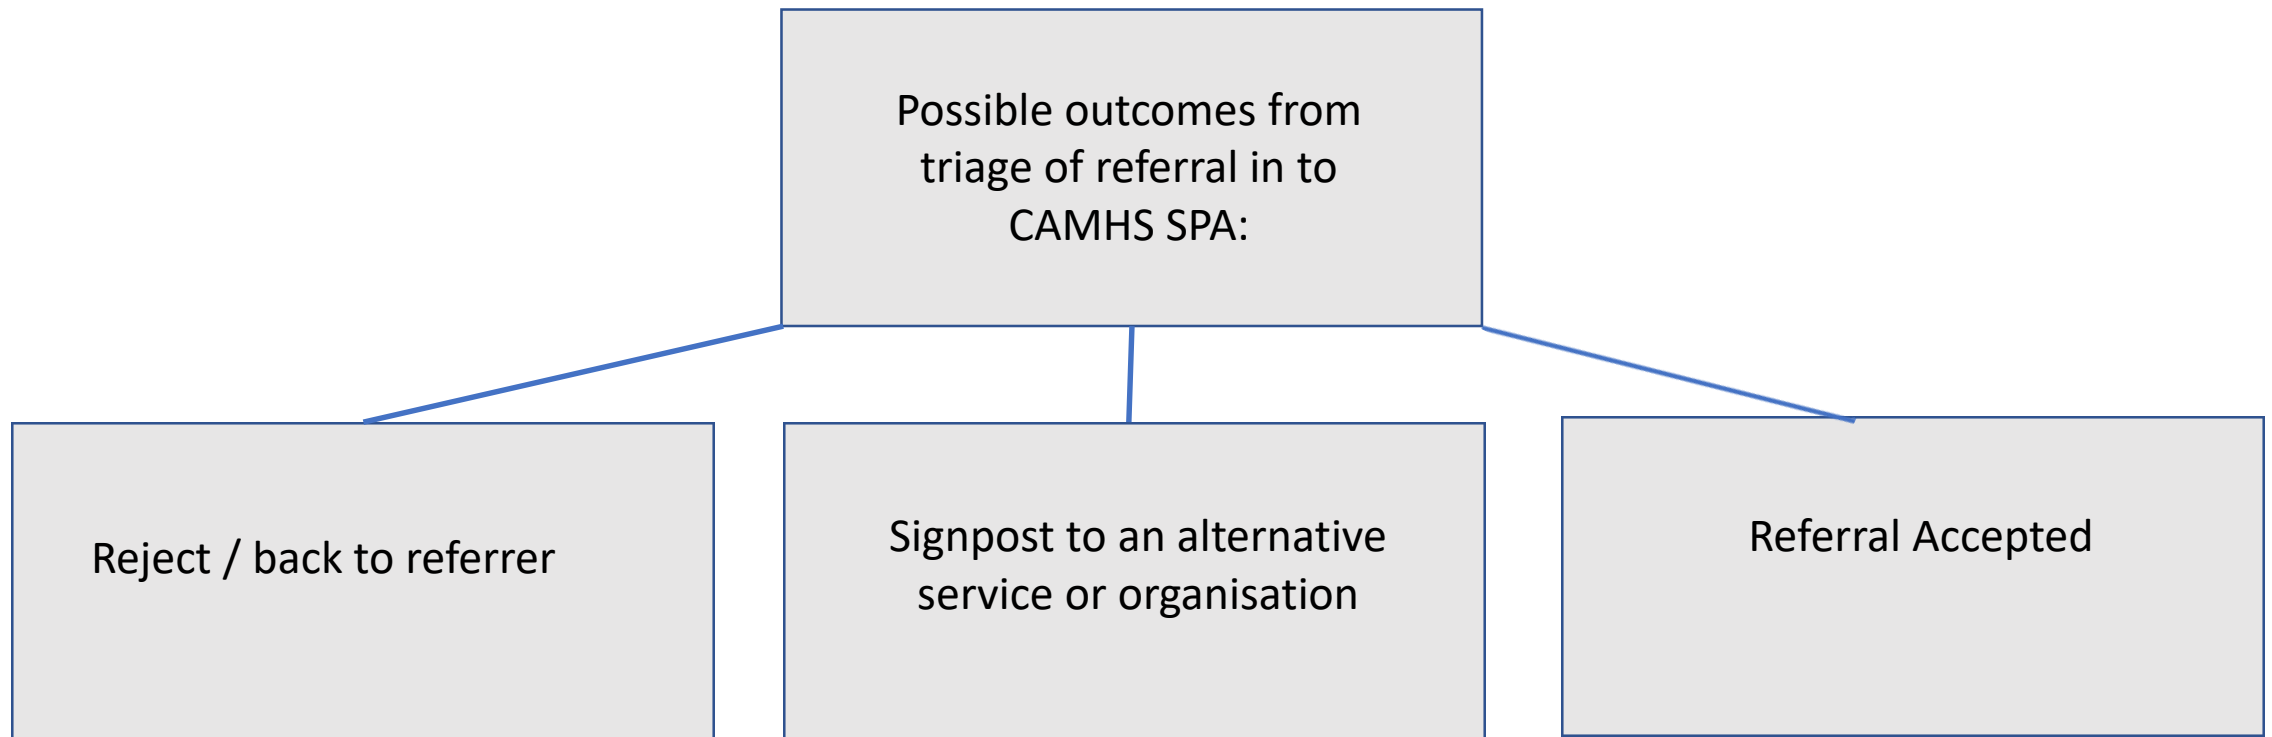 Possible outcomes from
triage of referral in to
CAMHS SPA:
Reject / back to referrer
Signpost to an alternative
service or organisation
Referral Accepted